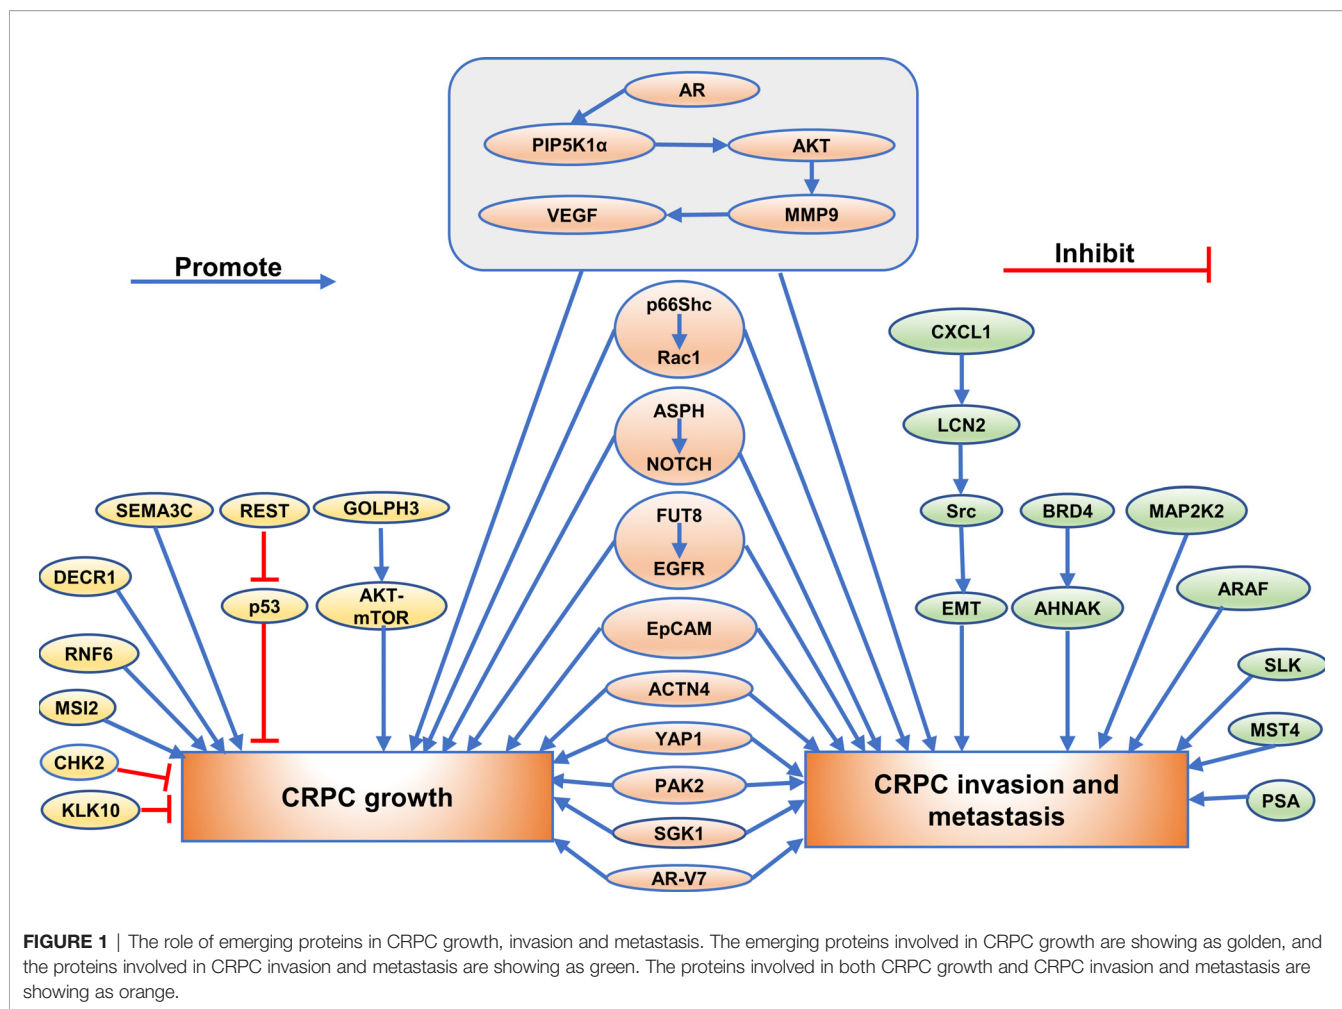 AR
PIP5K1α
AKT
VEGF
MMP9
Promote
Inhibit
p66Shc
Rac1
CXCL1
ASPH
NOTCH
LCN2
SEMA3C
REST
GOLPH3
FUT8
EGFR
Src
BRD4
MAP2K2
DECR1
p53
AKT-
mTOR
EpCAM
EMT
AHNAK
ARAF
RNF6
MSI2
CHK2
KLK10
ACTN4
YAP1
PAK2
SGK1
AR-V7
SLK
MST4
PSA
CRPC growth
CRPC invasion and
metastasis
FIGURE 1 | The role of emerging proteins in CRPC growth, invasion and metastasis. The emerging proteins involved in CRPC growth are showing as golden, and
the proteins involved in CRPC invasion and metastasis are showing as green. The proteins involved in both CRPC growth and CRPC invasion and metastasis are
showing as orange.